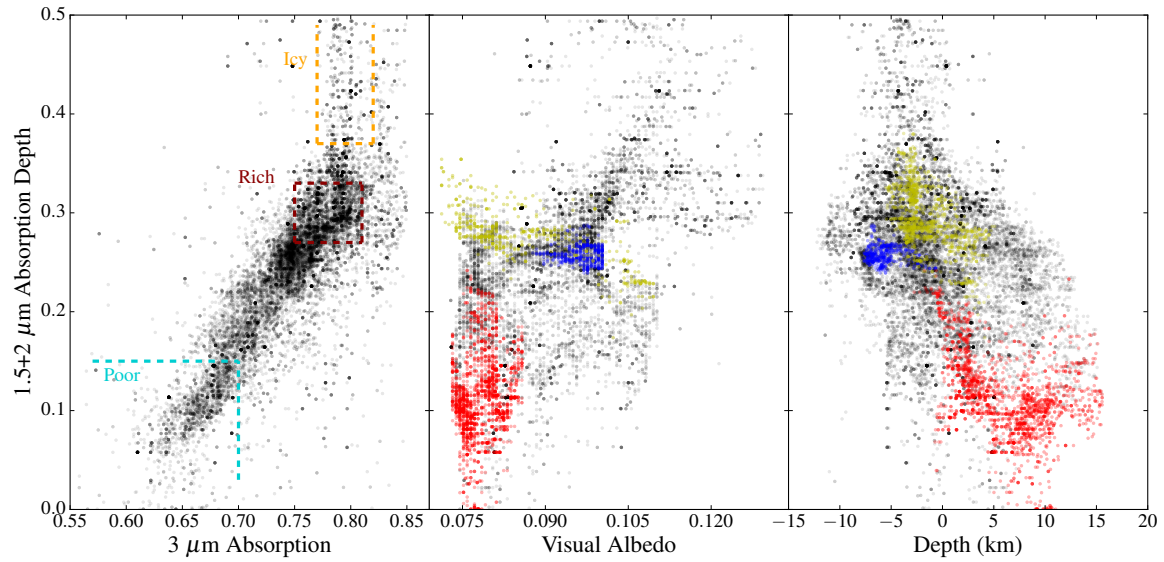 0.5
0.4
0.3
0.2
0.1
0.0
1.5+2 μm Absorption Depth
Icy
Rich
Poor
0.55 0.60 0.65 0.70 0.75 0.80 0.85
3 μm Absorption
0.075 0.090 0.105 0.120
Visual Albedo
−15 −10 −5 0 5 10 15 20
Depth (km)